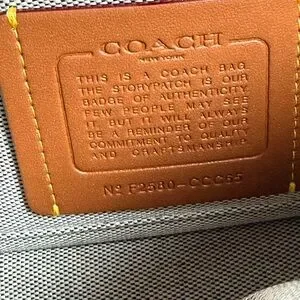 COACH
NEW YORK
THIS IS A COACH BAG.
THE STORYPATCH IS OUR
BADGE OF AUTHENTICITY
FEW PEOPLE MAY SEE
IT, BUT IT WILL ALWAYS
BE A REMINDER OF OUR
COMMITMENT TO QUALITY
AND CRAFTSMANSHIP.
Nº F2580-CCC65